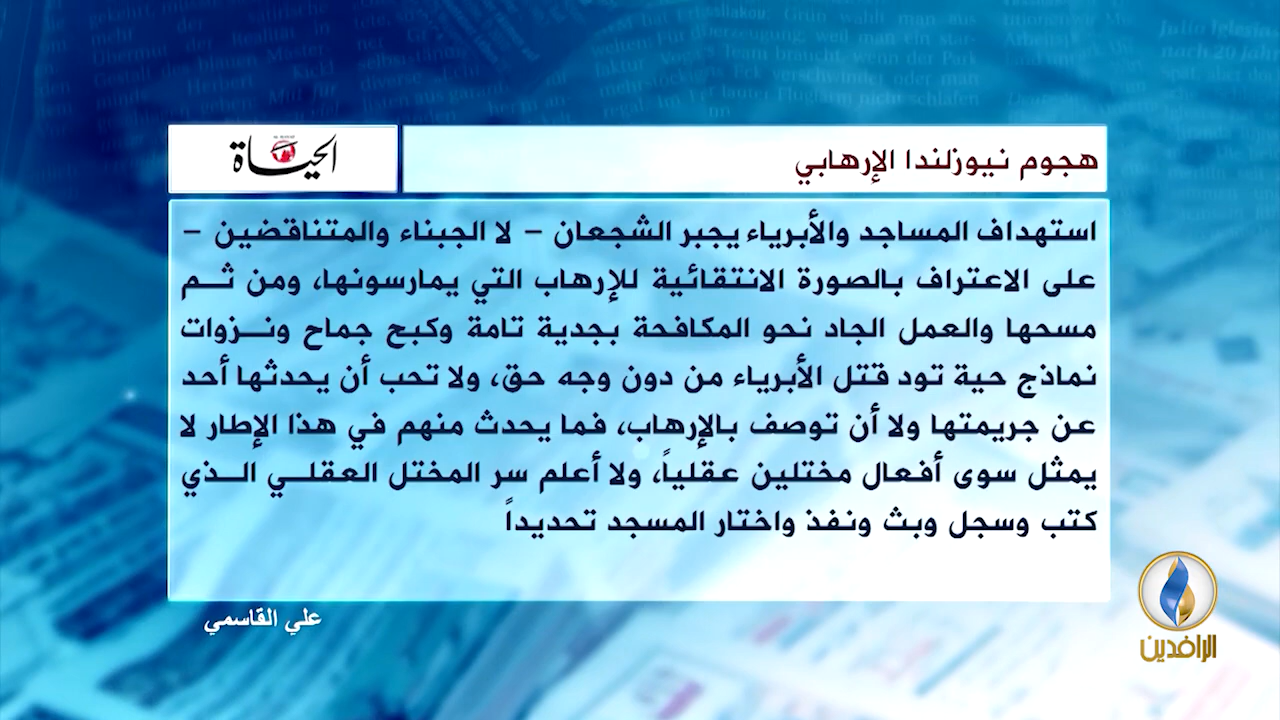 هجوم نيوزلندا الإرهابي
الحياة
استهداف المساجد والأبرياء يجبر الشجعان – لا الجبناء والمتناقضين –
على الاعتراف بالصورة الانتقائية للإرهاب التي يمارسونها، ومن ثم
مسحها والعمل الجاد نحو المكافحة بجدية تامة وكبح جماح ونزوات
نماذج حية تود قتل الأبرياء من دون وجه حق، ولا تحب أن يحدثها أحد
عن جريمتها ولا أن توصف بالإرهاب، فما يحدث منهم في هذا الإطار لا
يمثل سوى أفعال مختلين عقلياً، ولا أعلم سر المختل العقلي الذي
كتب وسجل وبث ونفذ واختار المسجد تحديداً
علي القاسمي
الرافدين